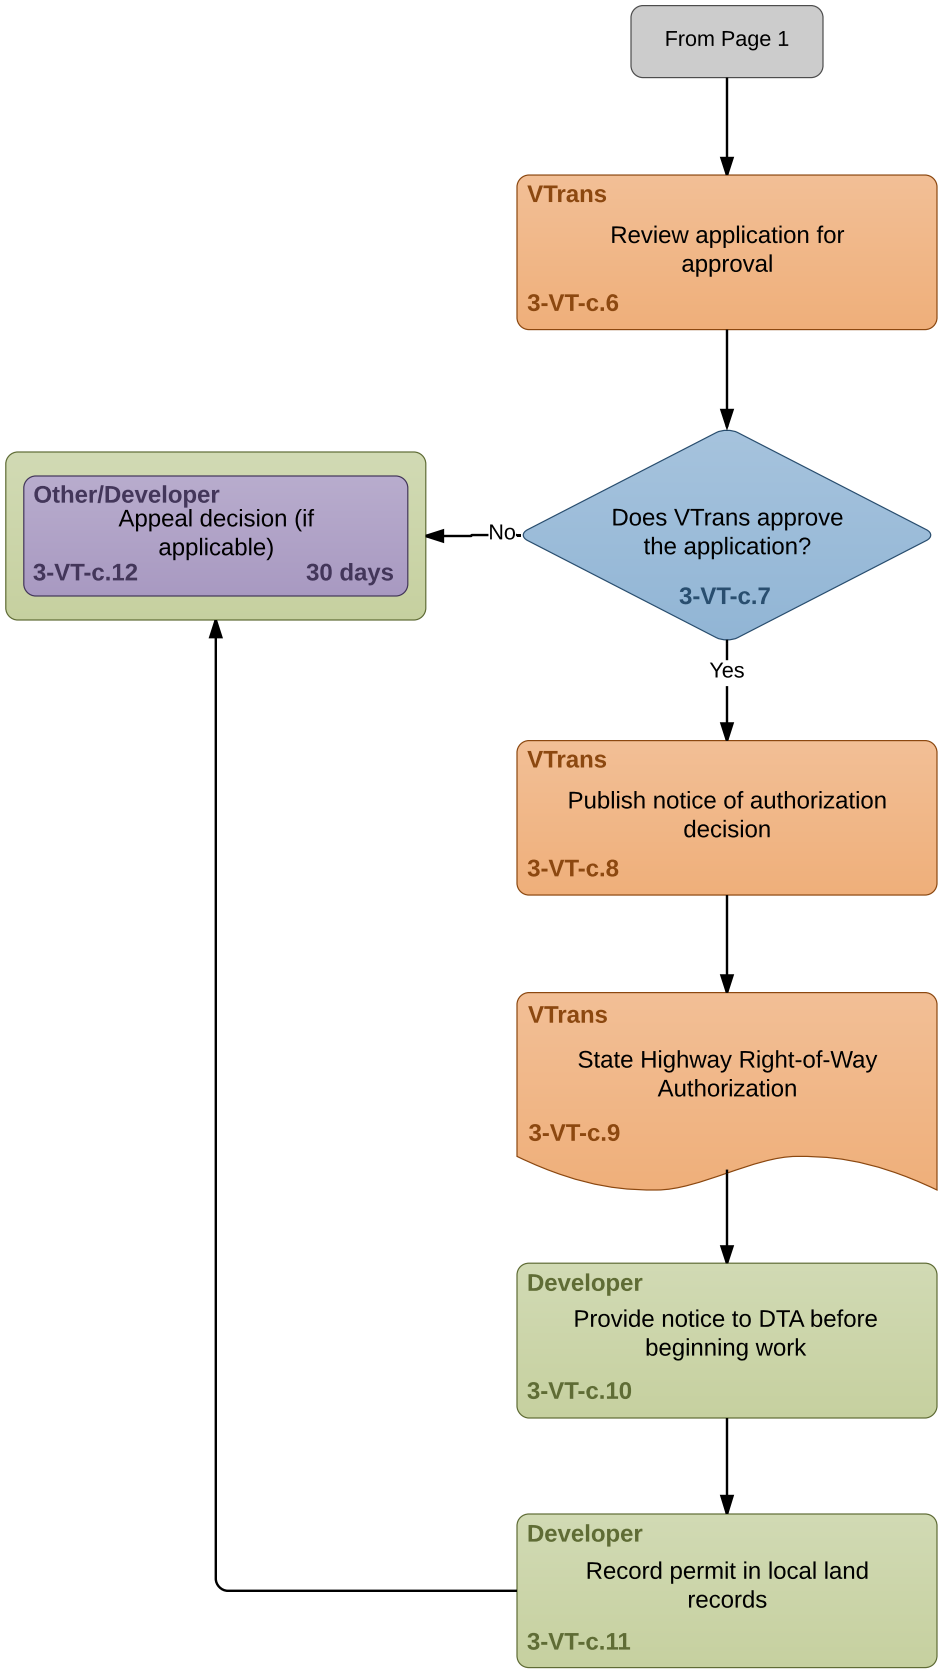 From Page 1
VTrans
Review application for
approval
3-VT-c.6
Does VTrans approve
the application?
3-VT-c.7
No
Other/Developer
Appeal decision (if
applicable)
3-VT-c.12 30 days
Yes
VTrans
Publish notice of authorization
decision
3-VT-c.8
VTrans
State Highway Right-of-Way
Authorization
3-VT-c.9
Developer
Provide notice to DTA before
beginning work
3-VT-c.10
Developer
Record permit in local land
records
3-VT-c.11